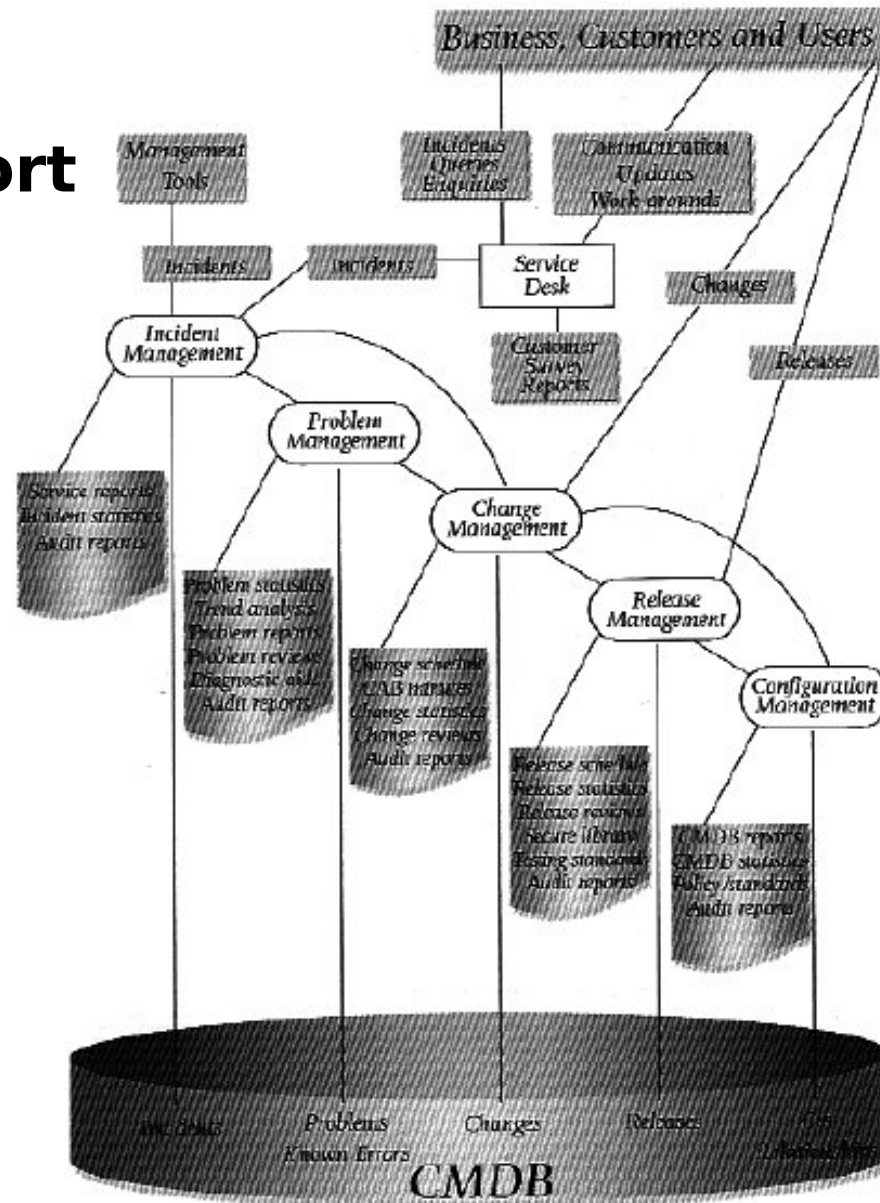 Business, Customers and Users
ort
Management
Tools
Incidents
Queries
Enquiries
Communication
Updates
Work-arounds
Incidents
Incidents
Service
Desk
Changes
Incident
Management
Customer
Survey
Reports
Releases
Problem
Management
Service reports
Incident statistics
Audit reports
Change
Management
Problem statistics
Trend analysis
Problem reports
Problem reviews
Diagnostic aids
Audit reports
Release
Management
Change schedule
CAB minutes
Change statistics
Change reviews
Audit reports
Configuration
Management
Release schedule
Release statistics
Release reviews
Secure library
Testing standards
Audit reports
CMDB reports
CMDB statistics
Policy/standards
Audit reports
Incidents
Problems
Known Errors
Changes
Releases
CIs
Relationships
CMDB